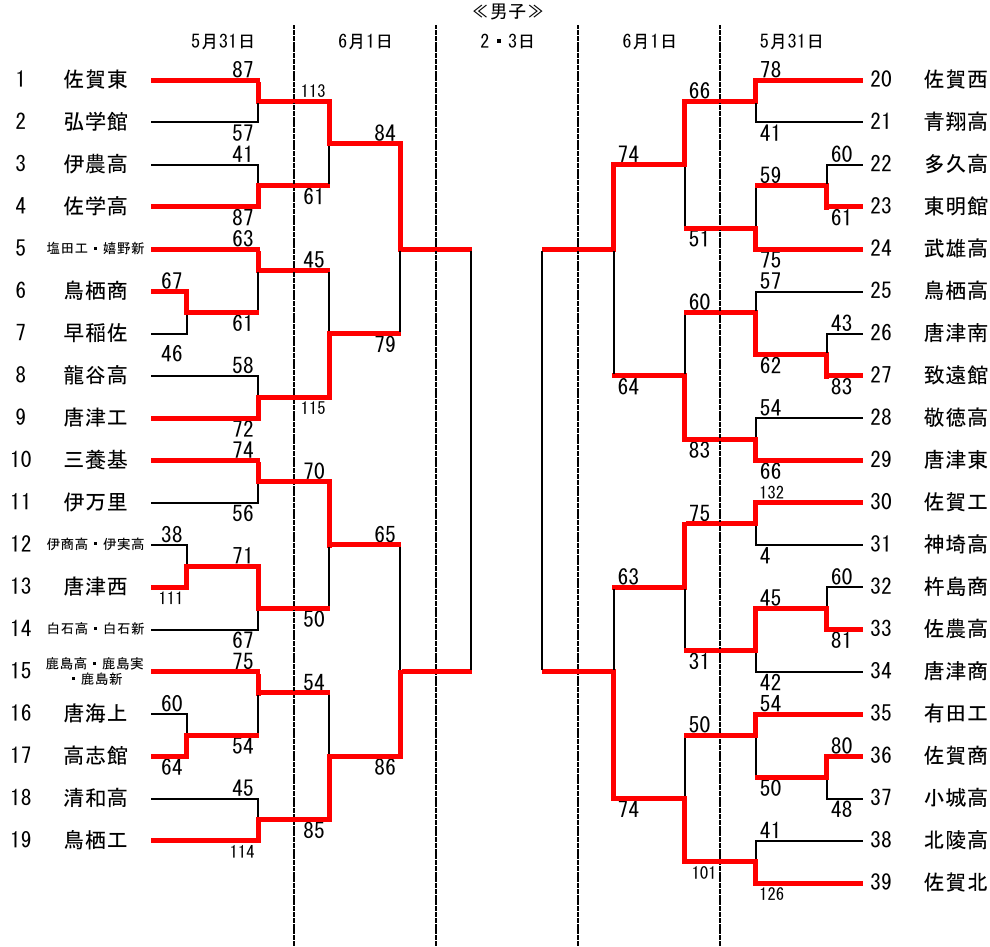 ≪男子≫
5月31日 6月1日 2・3日 6月1日 5月31日
1 佐賀東 87 113 66 78 20 佐賀西
2 弘学館 57 84 74 41 21 青翔高
3 伊農高 41 59 60 22 多久高
4 佐学高 87 61 61 23 東明館
5 塩田工・嬉野新 63 51 75 24 武雄高
6 鳥栖商 67 45 60 57 25 鳥栖高
7 早稲佐 46 61 79 62 43 26 唐津南
8 龍谷高 58 64 83 27 致遠館
9 唐津工 72 115 54 28 敬徳高
10 三養基 74 70 83 66 29 唐津東
11 伊万里 56 75 132 30 佐賀工
12 伊商高・伊実高 38 71 65 4 31 神埼高
13 唐津西 111 63 45 60 32 杵島商
14 白石高・白石新 67 50 81 33 佐農高
15 鹿島高・鹿島実・鹿島新 75 54 31 42 34 唐津商
16 唐海上 60 50 54 35 有田工
17 高志館 64 54 86 50 80 36 佐賀商
18 清和高 45 74 48 37 小城高
19 鳥栖工 114 85 41 38 北陵高
101 126 39 佐賀北